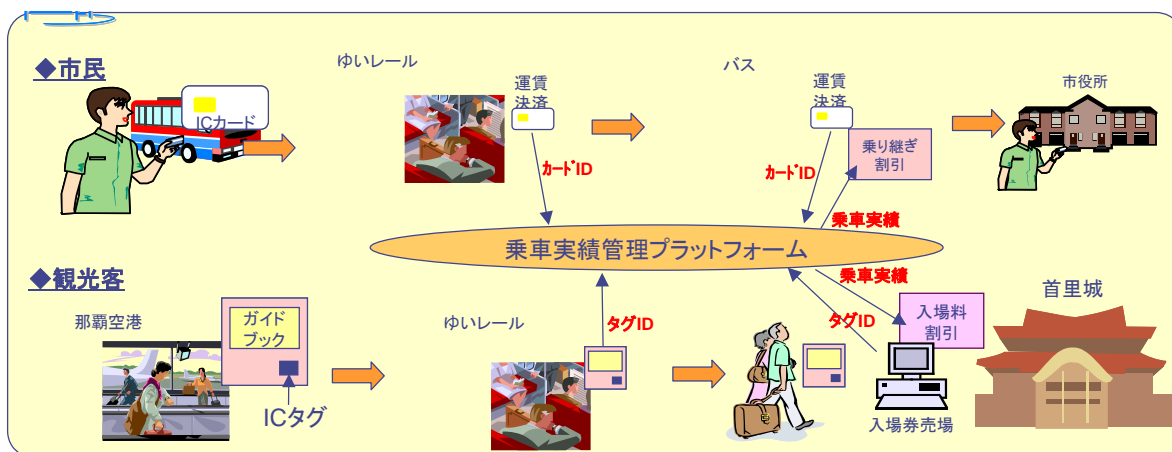 ◆市民
ICカード
ゆいレール
運賃
決済
カードID
バス
運賃
決済
カードID
乗り継ぎ
割引
乗車実績
市役所
乗車実績管理プラットフォーム
◆観光客
那覇空港
ガイド
ブック
ICタグ
ゆいレール
タグID
乗車実績
タグID
入場料
割引
入場券売場
首里城